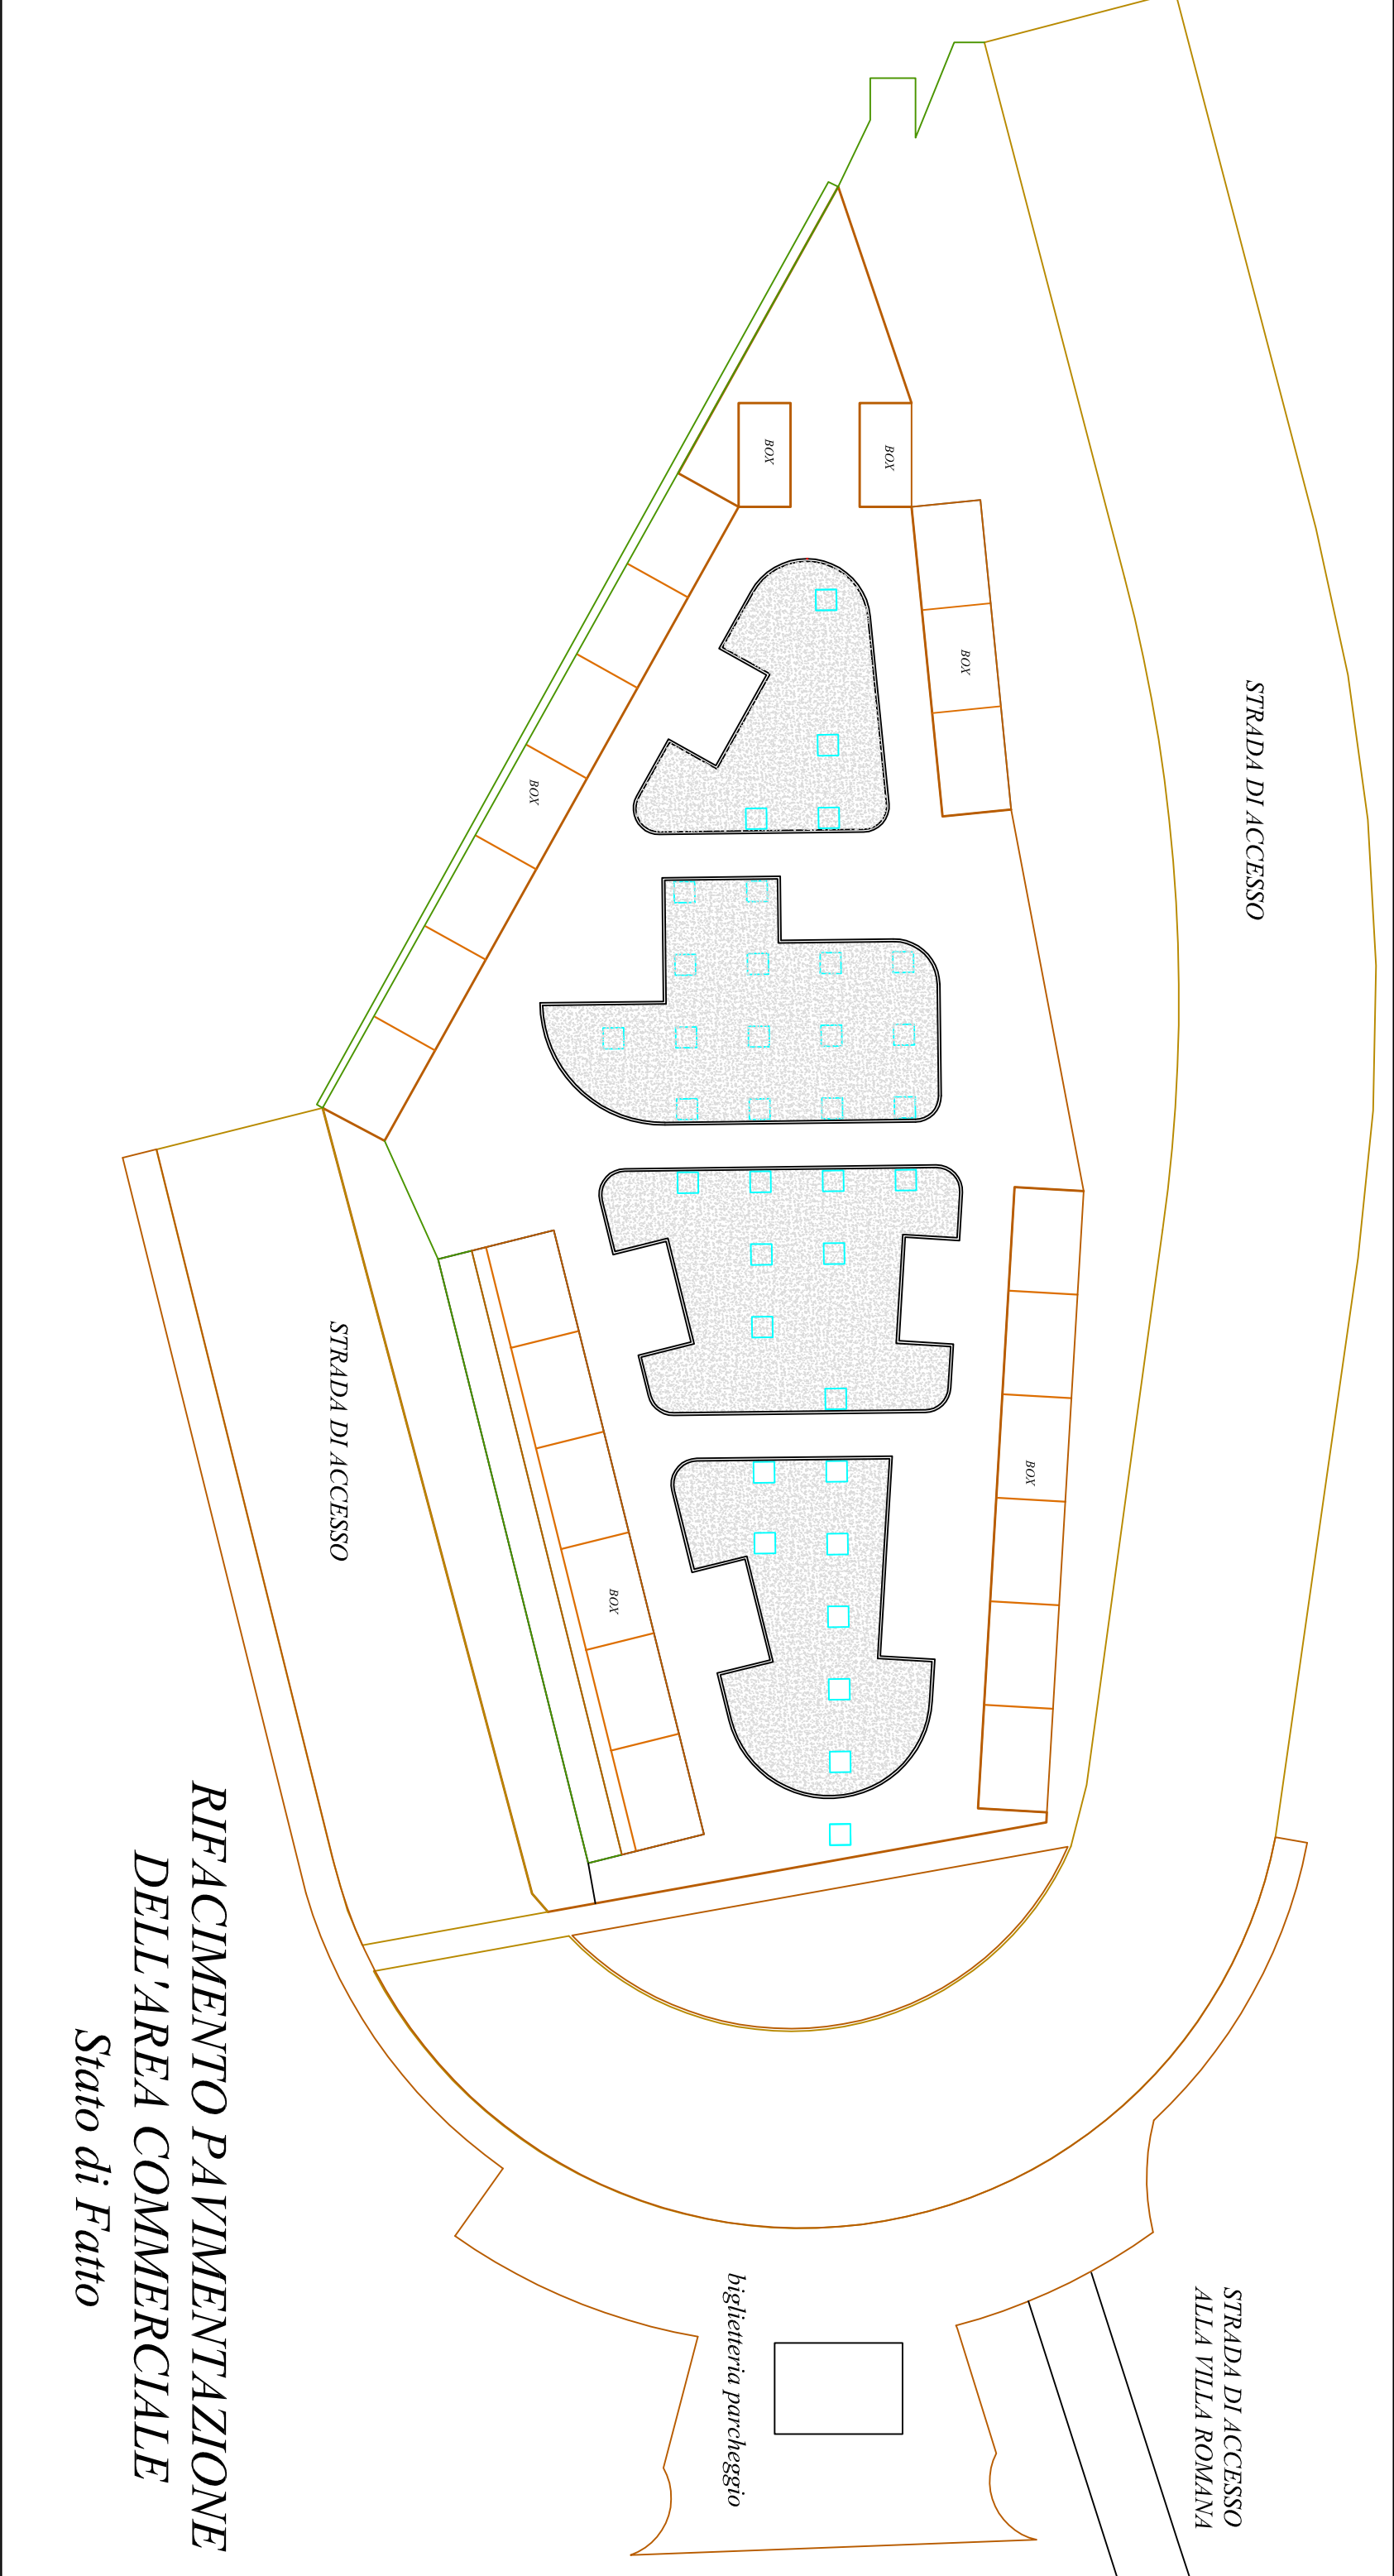 STRADA DI ACCESSO
STRADA DI ACCESSO
ALLA VILLA ROMANA
BOX
BOX
BOX
BOX
biglietteria parcheggio
BOX
BOX
STRADA DI ACCESSO
RIFACIMENTO PAVIMENTAZIONE
DELL'AREA COMMERCIALE
Stato di Fatto